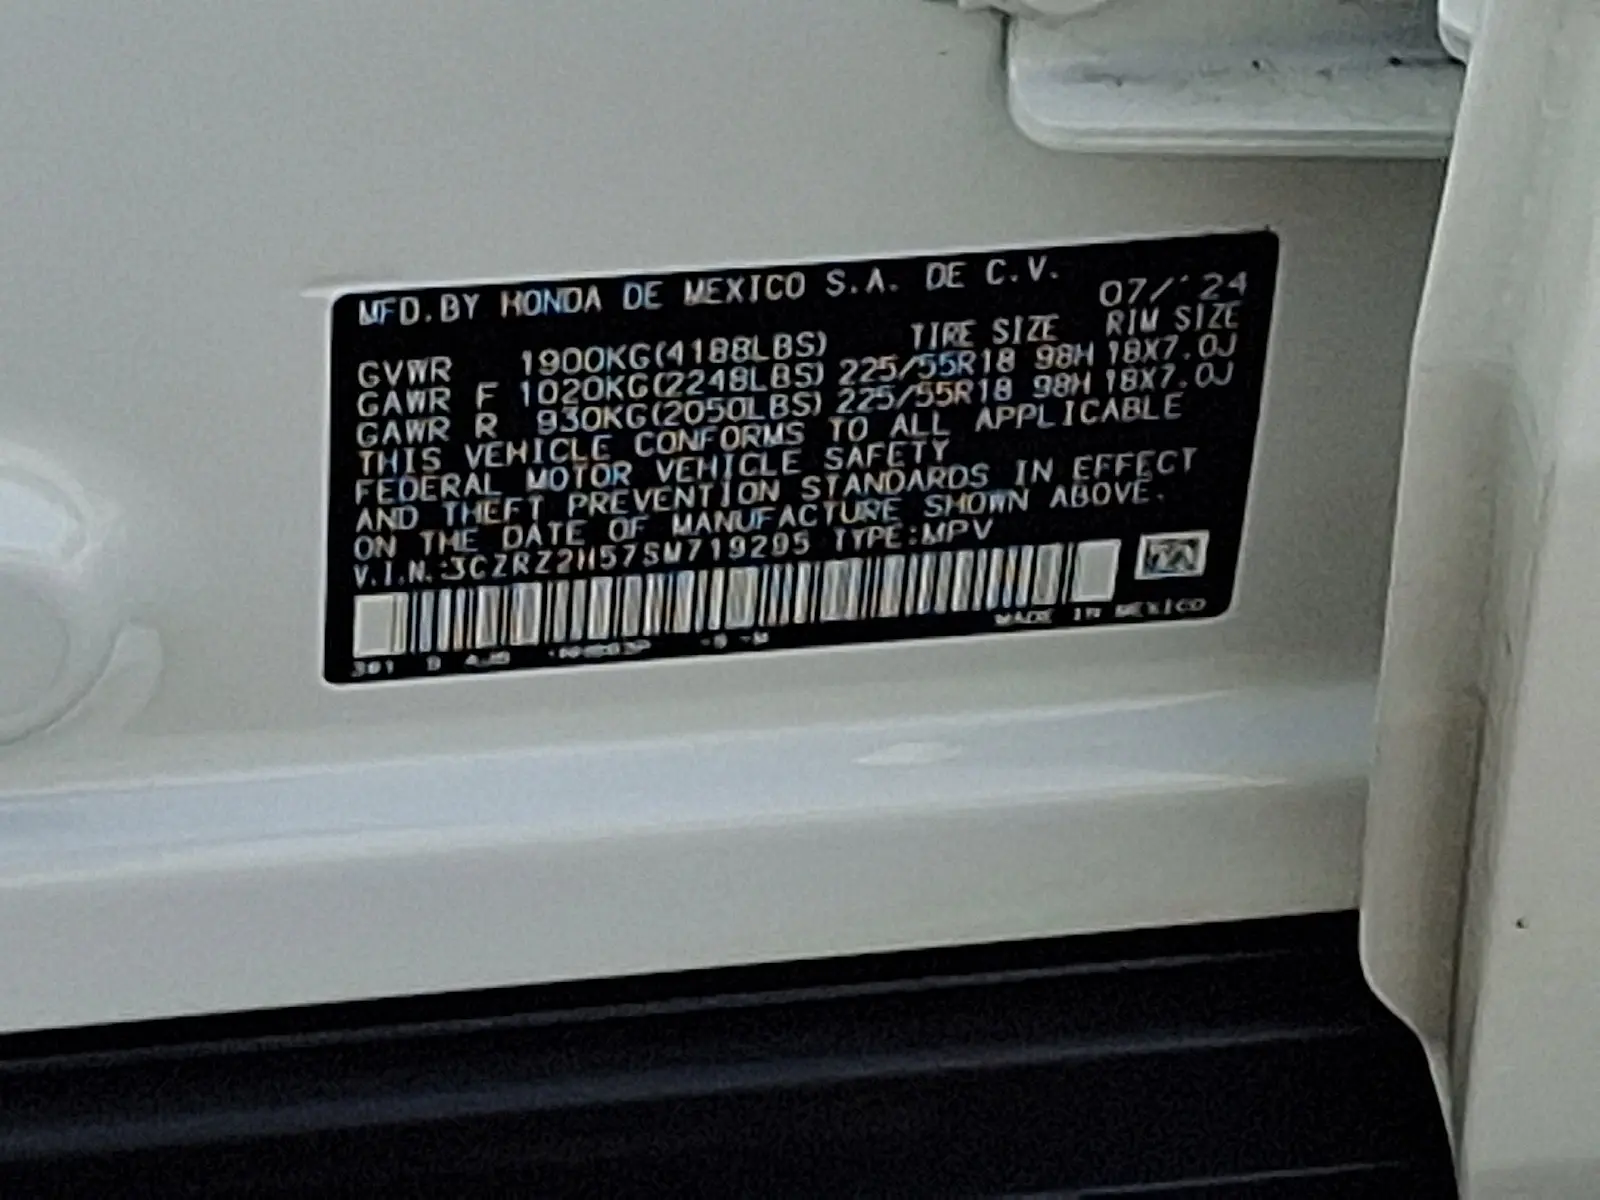 MFD.BY HONDA DE MEXICO S.A. DE C.V. 07/'24
TIRE SIZE RIM SIZE
GVWR 1900KG(4188LBS)
GAWR F 1020KG(2248LBS) 225/55R18 98H 18X7.0J
GAWR R 930KG(2050LBS) 225/55R18 98H 18X7.0J
THIS VEHICLE CONFORMS TO ALL APPLICABLE
FEDERAL MOTOR VEHICLE SAFETY
AND THEFT PREVENTION STANDARDS IN EFFECT
ON THE DATE OF MANUFACTURE SHOWN ABOVE.
V.I.N.:3CZRZ2H57SM719295 TYPE:MPV
MADE IN MEXICO